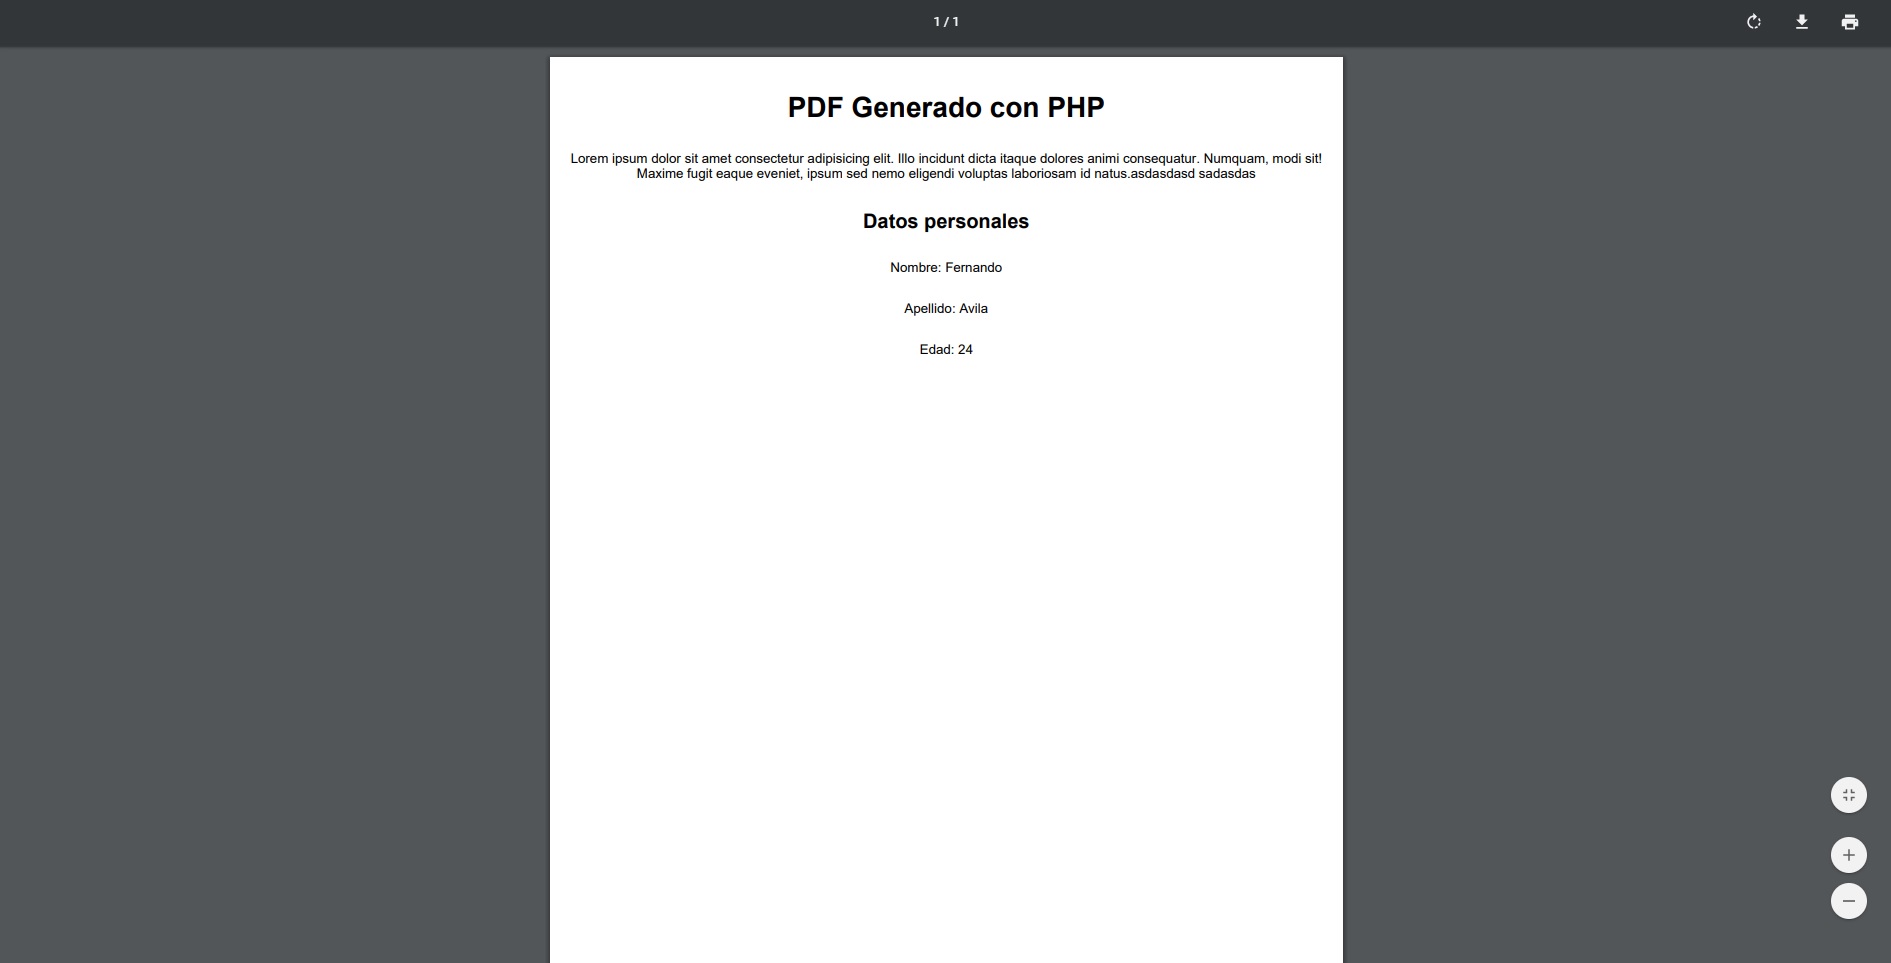 1 / 1
PDF Generado con PHP
Lorem ipsum dolor sit amet consectetur adipisicing elit. Illo incidunt dicta itaque dolores animi consequatur. Numquam, modi sit!
Maxime fugit eaque eveniet, ipsum sed nemo eligendi voluptas laboriosam id natus.asdasdasd sadasdas
Datos personales
Nombre: Fernando
Apellido: Avila
Edad: 24